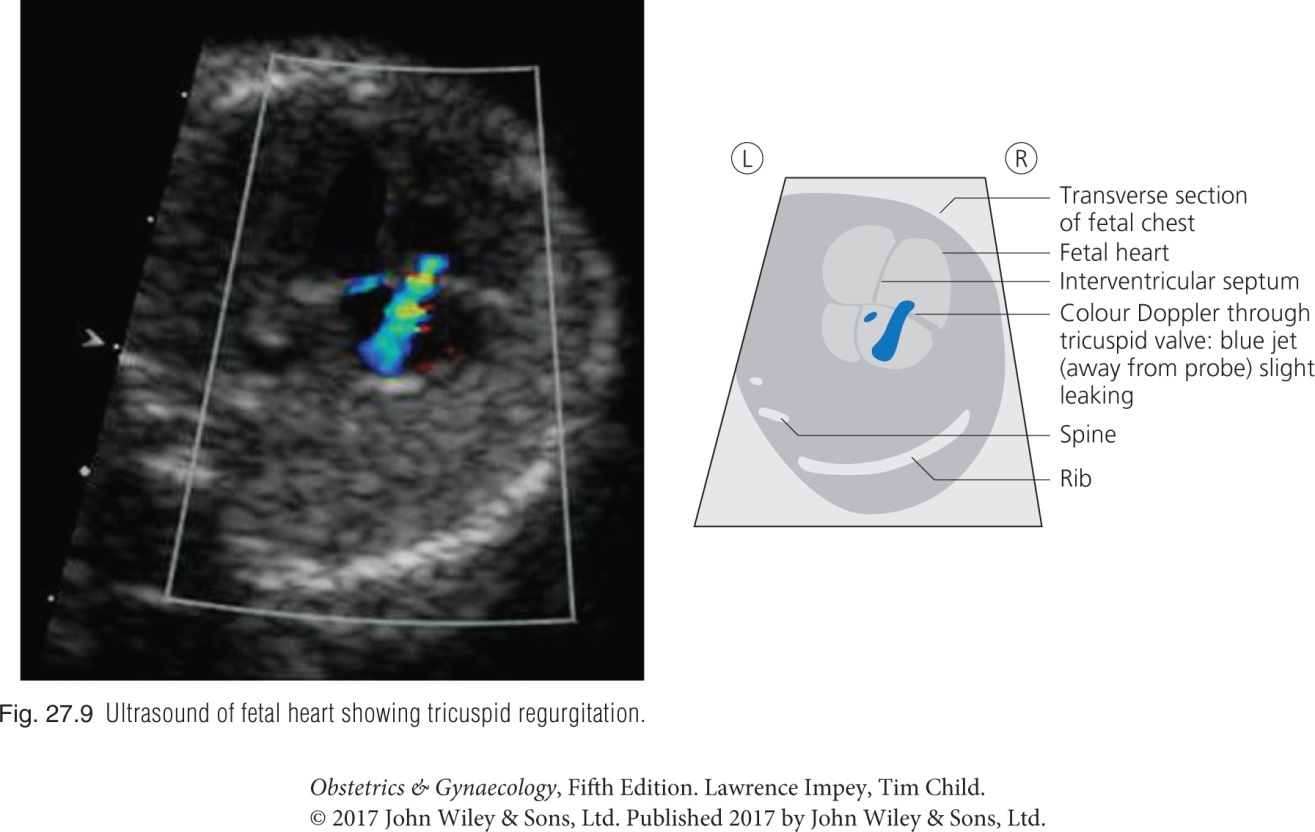 L
R
Transverse section
of fetal chest
Fetal heart
Interventricular septum
Colour Doppler through
tricuspid valve: blue jet
(away from probe) slight
leaking
Spine
Rib
Fig. 27.9 Ultrasound of fetal heart showing tricuspid regurgitation.
Obstetrics & Gynaecology, Fifth Edition. Lawrence Impey, Tim Child.
© 2017 John Wiley & Sons, Ltd. Published 2017 by John Wiley & Sons, Ltd.